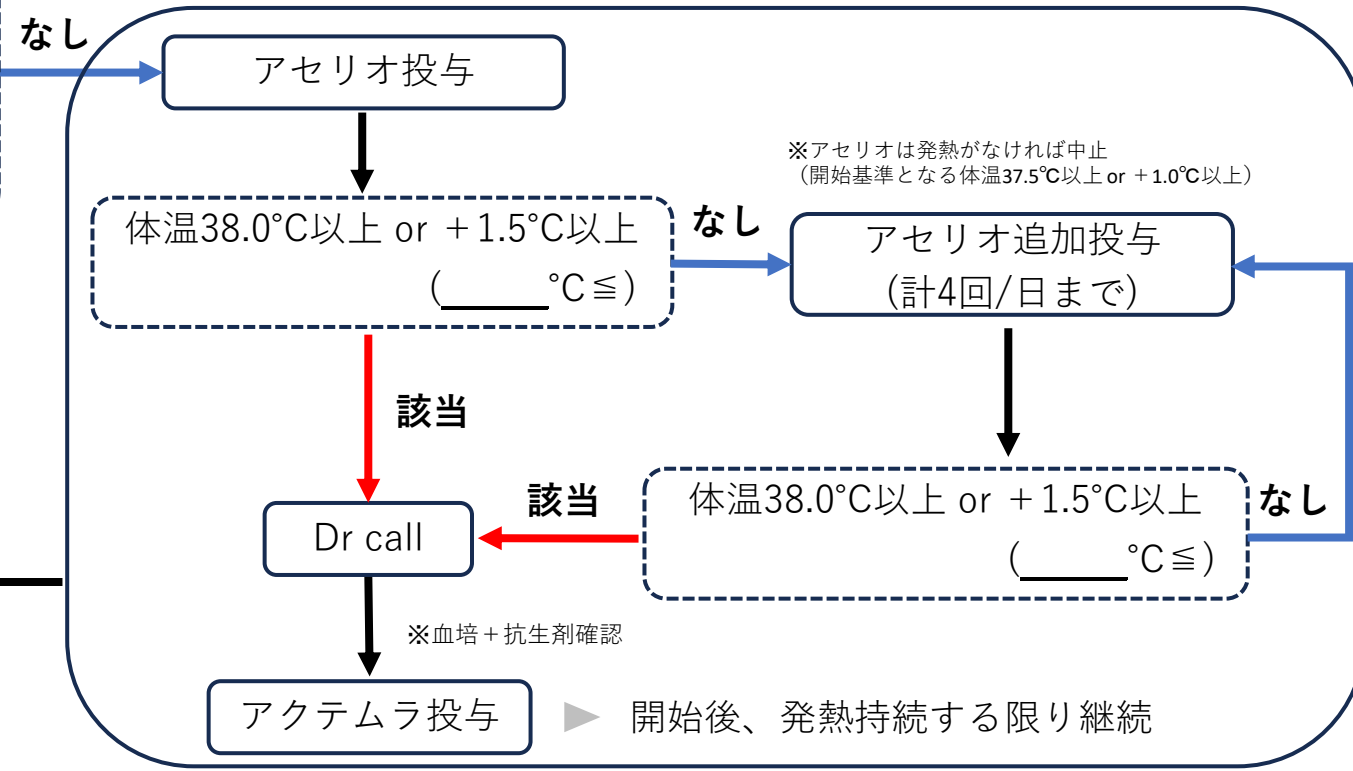 なし
アセリオ投与
※アセリオは発熱がなければ中止
（開始基準となる体温37.5℃以上 or ＋1.0℃以上）
体温38.0°C以上 or ＋1.5°C以上
(＿＿＿°C≦)
なし
アセリオ追加投与
(計4回/日まで)
該当
体温38.0°C以上 or ＋1.5°C以上
(＿＿＿°C≦)
なし
該当
Dr call
※血培＋抗生剤確認
アクテムラ投与
開始後、発熱持続する限り継続